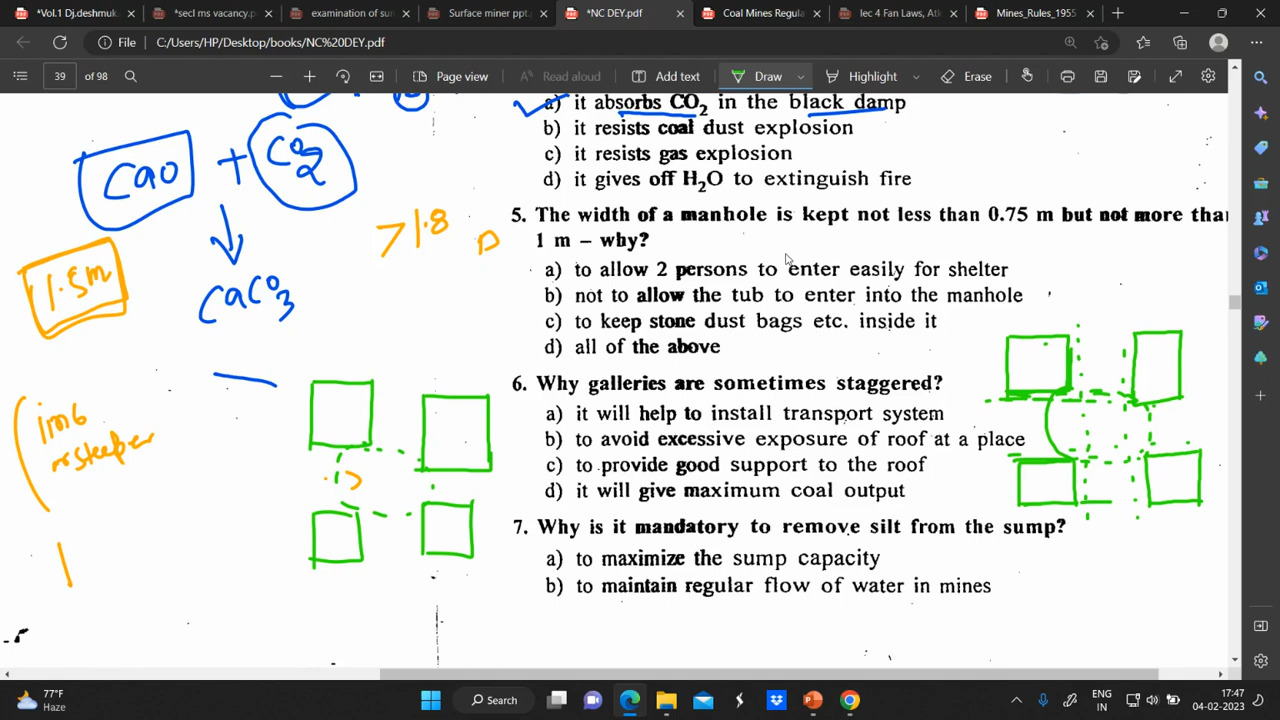 *Vol.1 Dj.deshmuk
*secl ms vacancy.p
examination of sur
Surface miner ppt.
*NC DEY.pdf
Coal Mines Regula
lec 4 Fan Laws, Atk
Mines_Rules_1955
File
C:/Users/HP/Desktop/books/NC%20DEY.pdf
39 of 98
Page view
Read aloud
Add text
Draw
Highlight
Erase
a) it absorbs CO2 in the black damp
b) it resists coal dust explosion
c) it resists gas explosion
d) it gives off H2O to extinguish fire
CaO + CO2
CaCO3
1.5m
>1.8
5. The width of a manhole is kept not less than 0.75 m but not more tha
1 m – why?
a) to allow 2 persons to enter easily for shelter
b) not to allow the tub to enter into the manhole
c) to keep stone dust bags etc. inside it
d) all of the above
6. Why galleries are sometimes staggered?
a) it will help to install transport system
b) to avoid excessive exposure of roof at a place
c) to provide good support to the roof
d) it will give maximum coal output
7. Why is it mandatory to remove silt from the sump?
a) to maximize the sump capacity
b) to maintain regular flow of water in mines
77°F
Haze
Search
ENG
IN
17:47
04-02-2023